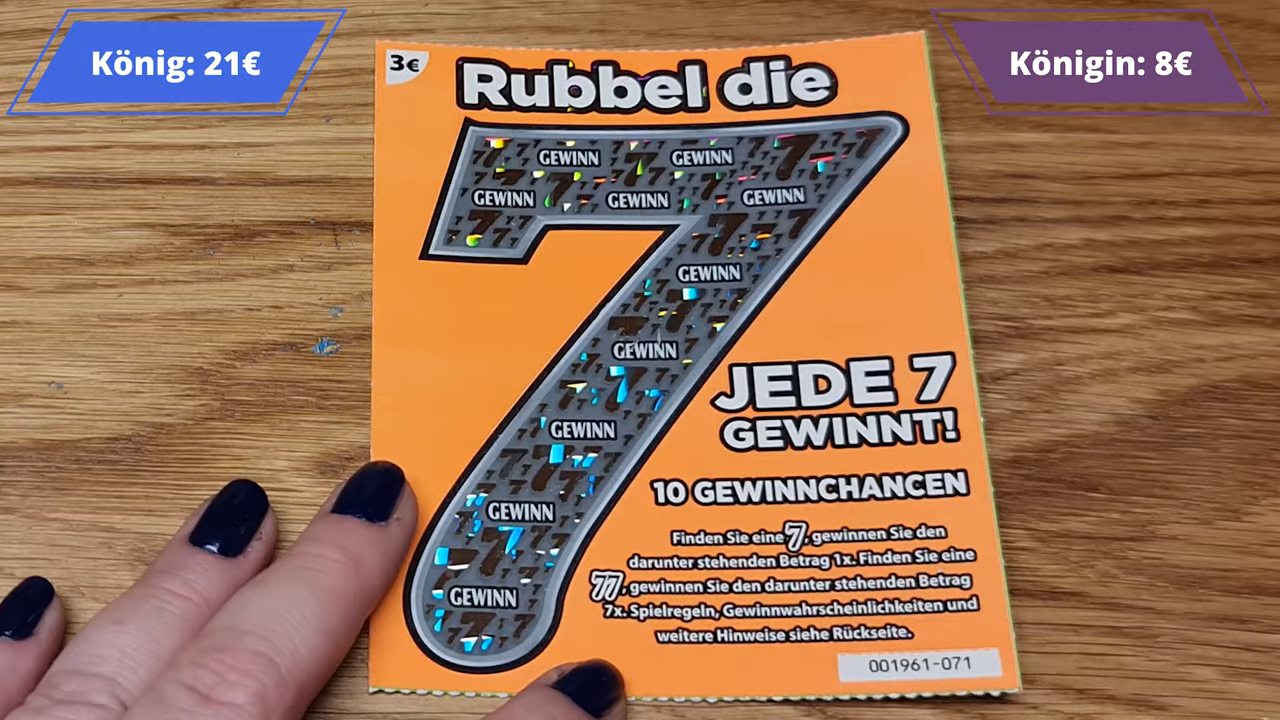 König: 21€
Königin: 8€
3€
Rubbel die
7
GEWINN GEWINN
GEWINN GEWINN GEWINN
GEWINN
GEWINN
GEWINN
GEWINN
GEWINN
JEDE 7
GEWINNT!
10 GEWINNCHANCEN
Finden Sie eine 7, gewinnen Sie den
darunter stehenden Betrag 1x. Finden Sie eine
77, gewinnen Sie den darunter stehenden Betrag
7x. Spielregeln, Gewinnwahrscheinlichkeiten und
weitere Hinweise siehe Rückseite.
001961-071